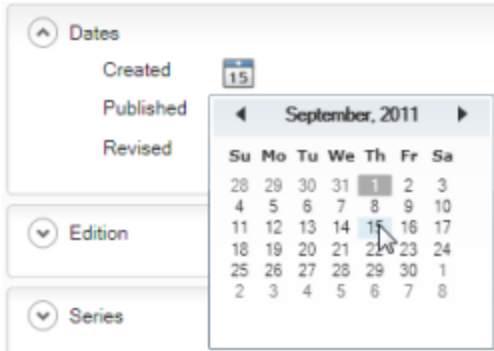 Dates
Created 15
Published
Revised
September, 2011
Su Mo Tu We Th Fr Sa
28 29 30 31 1 2 3
4 5 6 7 8 9 10
11 12 13 14 15 16 17
18 19 20 21 22 23 24
25 26 27 28 29 30 1
2 3 4 5 6 7 8
Edition
Series